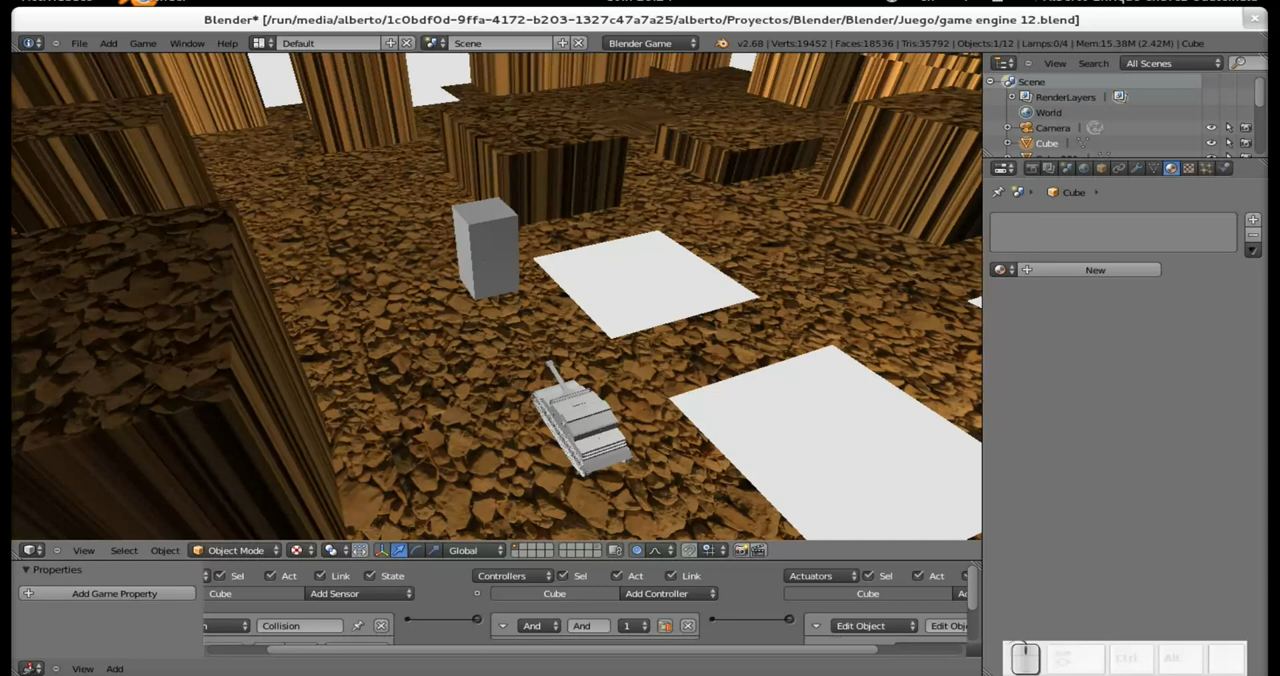 Blender* [/run/media/alberto/1c0bdf0d-9ffa-4172-b203-1327c47a7a25/alberto/Proyectos/Blender/Blender/Juego/game engine 12.blend]
File Add Game Window Help Default Scene Blender Game v2.68 | Verts:19452 | Faces:18536 | Tris:35792 | Objects:1/12 | Lamps:0/4 | Mem:15.38M (2.42M) | Cube
View Search All Scenes
Scene
RenderLayers
World
Camera
Cube
Cube
New
View Select Object Object Mode Global
Properties
Sel Act Link State Controllers Sel Act Link Actuators Sel Act
Add Game Property Cube Add Sensor Cube Add Controller Cube
Collision And And 1 Edit Object Edit Obj
View Add
Ctrl Alt